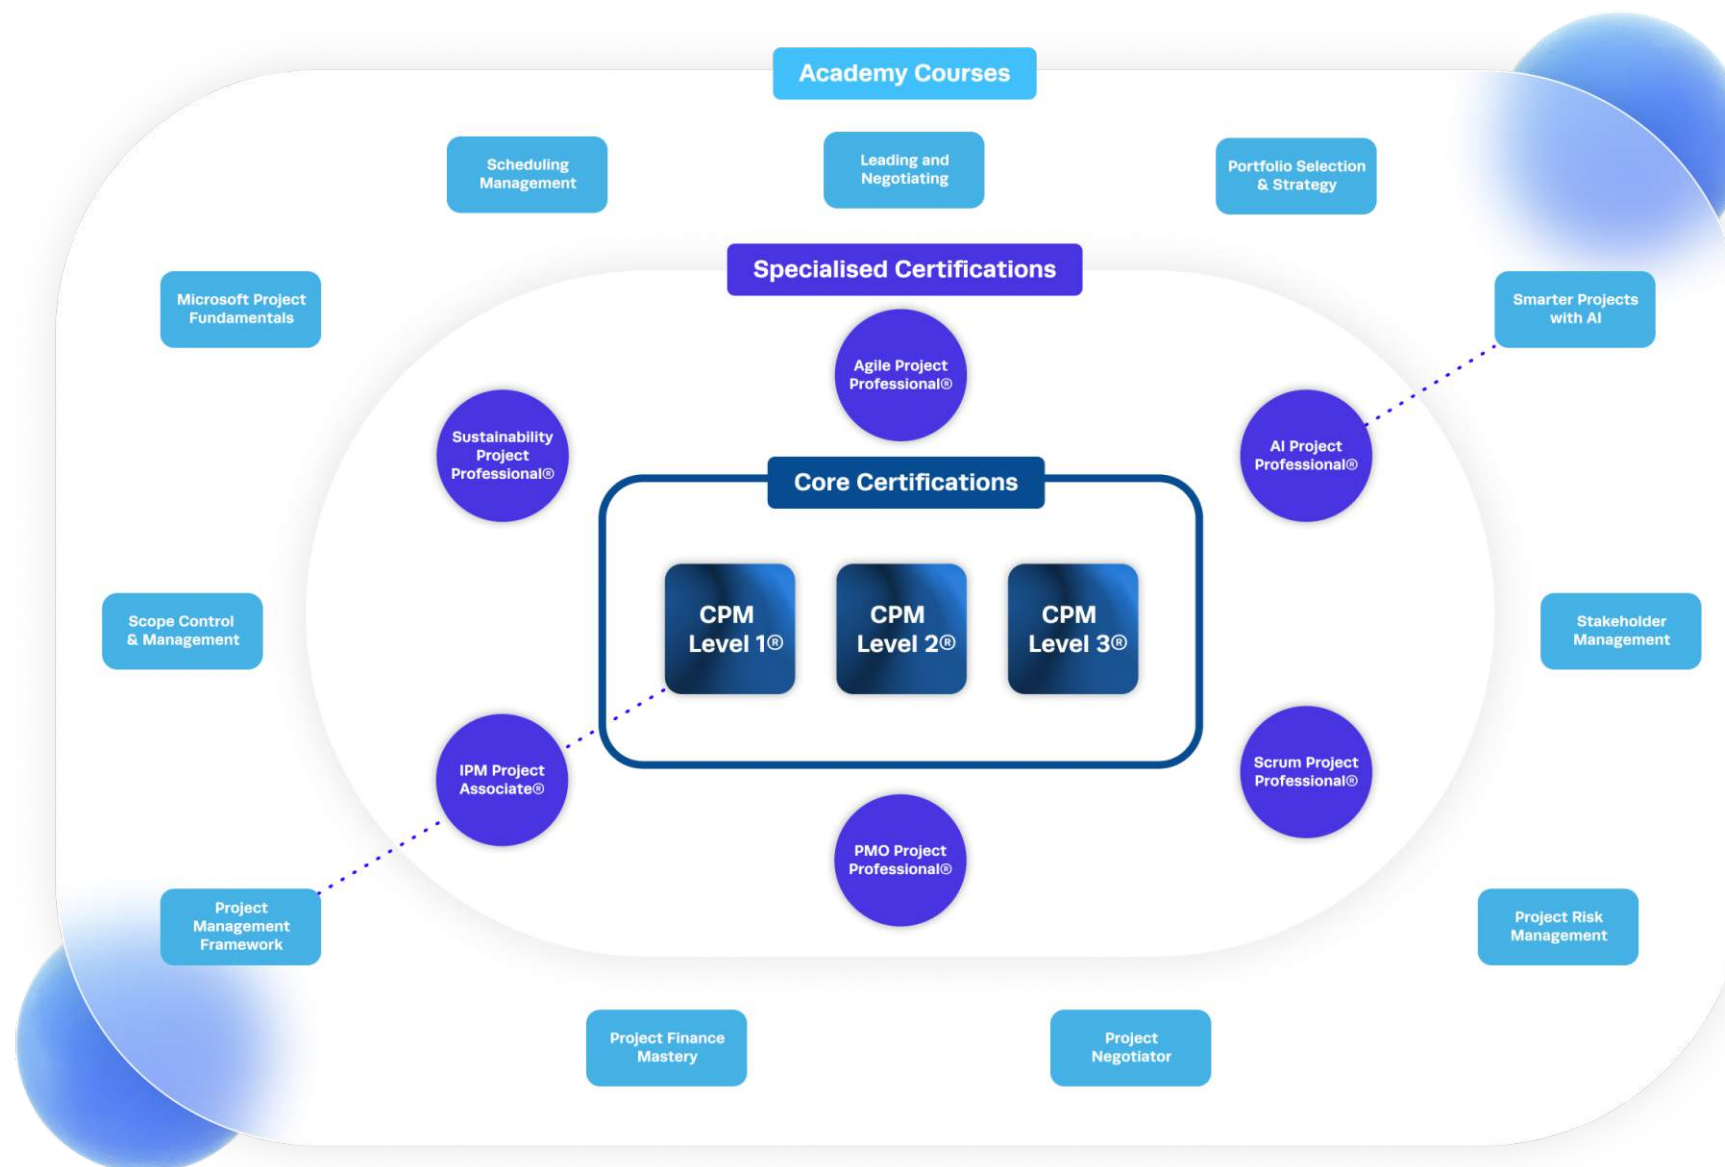 Academy Courses
Scheduling
Management
Leading and
Negotiating
Portfolio Selection
& Strategy
Specialised Certifications
Microsoft Project
Fundamentals
Smarter Projects
with AI
Agile Project
Professional®
Sustainability
Project
Professional®
AI Project
Professional®
Core Certifications
CPM
Level 1®
CPM
Level 2®
CPM
Level 3®
Scope Control
& Management
Stakeholder
Management
IPM Project
Associate®
Scrum Project
Professional®
PMO Project
Professional®
Project
Management
Framework
Project Risk
Management
Project Finance
Mastery
Project
Negotiator